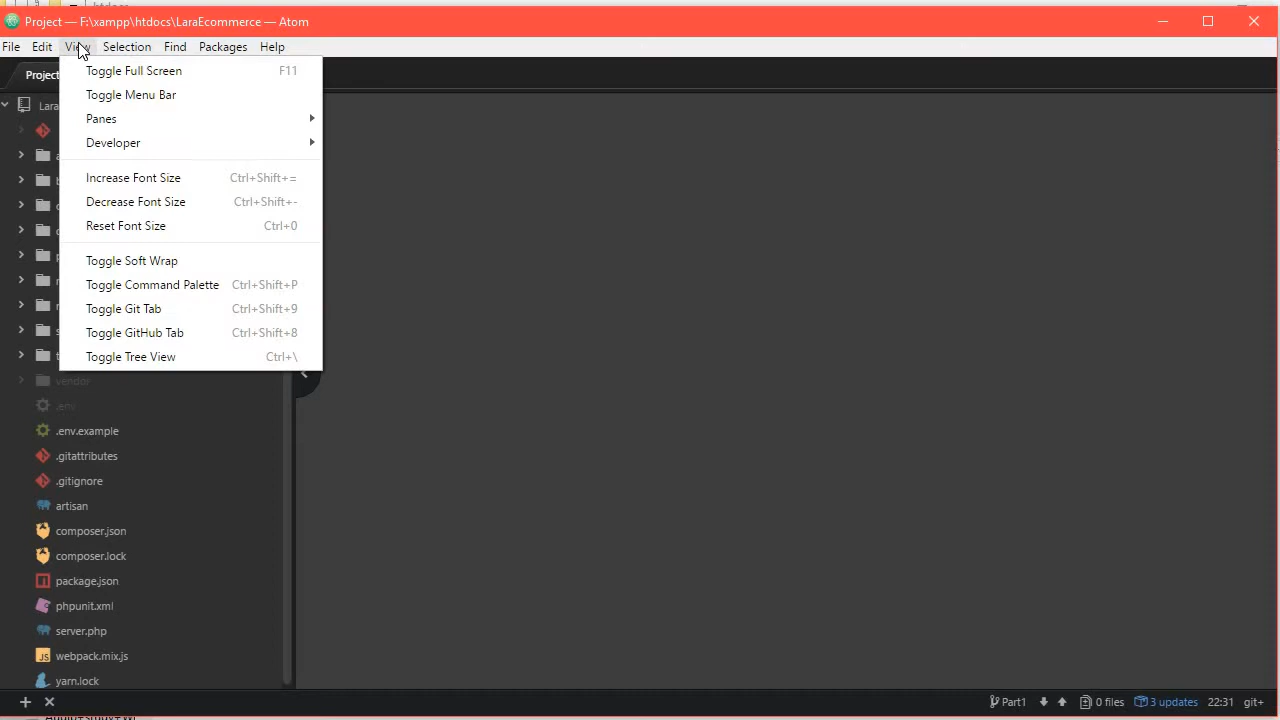 Project — F:\xampp\htdocs\LaraEcommerce — Atom
File Edit View Selection Find Packages Help
Project
Toggle Full Screen F11
Toggle Menu Bar
Panes
Developer
Increase Font Size Ctrl+Shift+=
Decrease Font Size Ctrl+Shift+-
Reset Font Size Ctrl+0
Toggle Soft Wrap
Toggle Command Palette Ctrl+Shift+P
Toggle Git Tab Ctrl+Shift+9
Toggle GitHub Tab Ctrl+Shift+8
Toggle Tree View Ctrl+\
Lara
vendor
.env
.env.example
.gitattributes
.gitignore
artisan
composer.json
composer.lock
package.json
phpunit.xml
server.php
JS webpack.mix.js
yarn.lock
Part1 0 files 3 updates 22:31 git+